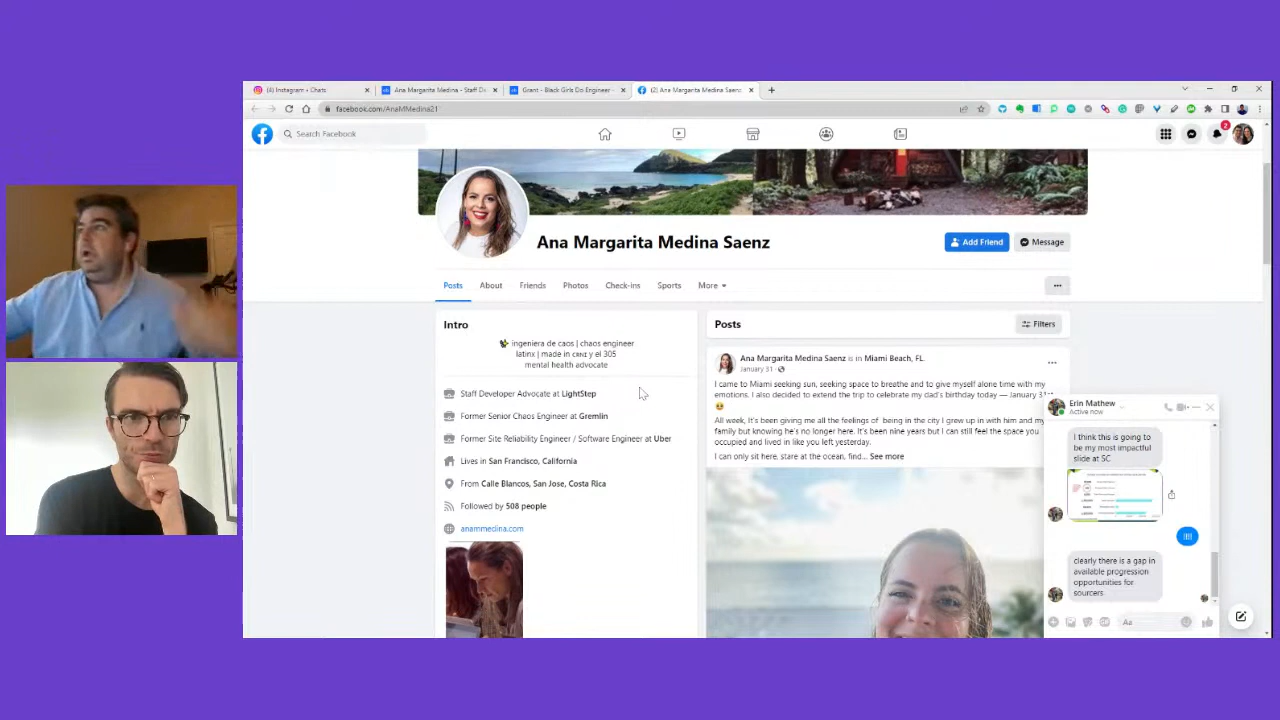 (4) Instagram • Chats
Ana Margarita Medina - Staff D
Grant - Black Girls Do Engineer -
(2) Ana Margarita Medina Saenz
facebook.com/AnaMMedina21
Search Facebook
2
Ana Margarita Medina Saenz
Add Friend
Message
Posts
About
Friends
Photos
Check-ins
Sports
More
Intro
ingeniera de caos | chaos engineer
latinx | made in CRNI y el 305
mental health advocate
Staff Developer Advocate at LightStep
Former Senior Chaos Engineer at Gremlin
Former Site Reliability Engineer / Software Engineer at Uber
Lives in San Francisco, California
From Calle Blancos, San Jose, Costa Rica
Followed by 508 people
anammedina.com
Posts
Filters
Ana Margarita Medina Saenz is in Miami Beach, FL.
January 31
I came to Miami seeking sun, seeking space to breathe and to give myself alone time with my
emotions. I also decided to extend the trip to celebrate my dad's birthday today — January 31
All week, It's been giving me all the feelings of being in the city I grew up in with him and my
family but knowing he's no longer here. It's been nine years but I can still feel the space you
occupied and lived in like you left yesterday.
I can only sit here, stare at the ocean, find... See more
Erin Mathew
Active now
I think this is going to
be my most impactful
slide at SC
!!!!
clearly there is a gap in
available progression
opportunities for
sourcers
Aa